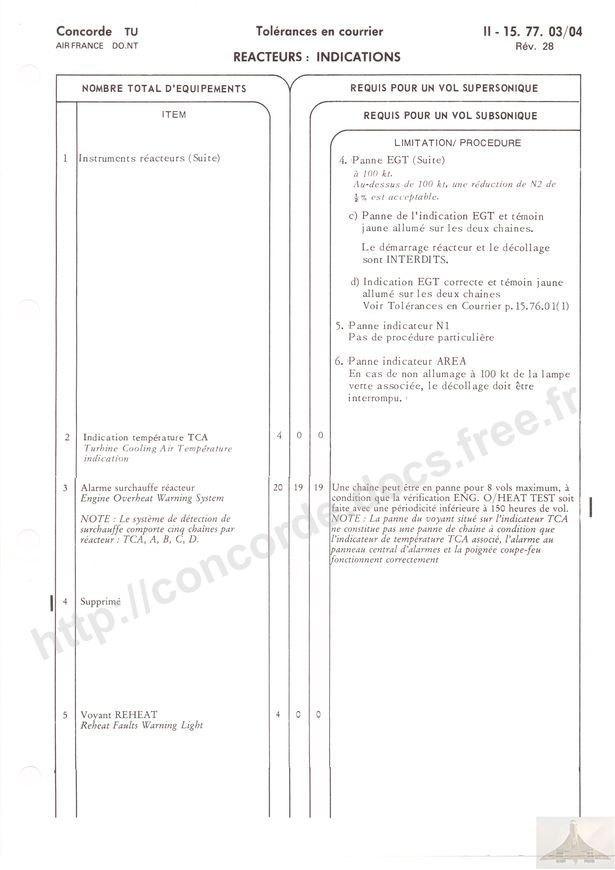 Concorde TU
Tolérances en courrier
II - 15. 77. 03/04
AIR FRANCE DO.NT
Rév. 28
REACTEURS : INDICATIONS
NOMBRE TOTAL D'EQUIPEMENTS
REQUIS POUR UN VOL SUPERSONIQUE
ITEM
REQUIS POUR UN VOL SUBSONIQUE
LIMITATION/ PROCEDURE
1 Instruments réacteurs (Suite)
4. Panne EGT (Suite)
à 100 kt.
Au-dessus de 100 kt, une réduction de N2 de
½ % est acceptable.
c) Panne de l'indication EGT et témoin
jaune allumé sur les deux chaines.
Le démarrage réacteur et le décollage
sont INTERDITS.
d) Indication EGT correcte et témoin jaune
allumé sur les deux chaines
Voir Tolérances en Courrier p.15.76.01(1)
5. Panne indicateur N1
Pas de procédure particulière
6. Panne indicateur AREA
En cas de non allumage à 100 kt de la lampe
verte associée, le décollage doit être
interrompu.
2 Indication température TCA 4 0 0
Turbine Cooling Air Température
indication
3 Alarme surchauffe réacteur 20 19 19
Engine Overheat Warning System
NOTE : Le système de détection de
surchauffe comporte cinq chaînes par
réacteur : TCA, A, B, C, D.
Une chaîne peut être en panne pour 8 vols maximum, à
condition que la vérification ENG. O/HEAT TEST soit
faite avec une périodicité inférieure à 150 heures de vol.
NOTE : La panne du voyant situé sur l'indicateur TCA
ne constitue pas une panne de chaîne à condition que
l'indicateur de température TCA associé, l'alarme au
panneau central d'alarmes et la poignée coupe-feu
fonctionnent correctement
4 Supprimé
5 Voyant REHEAT 4 0 0
Reheat Faults Warning Light
http://concorde-docs.free.fr